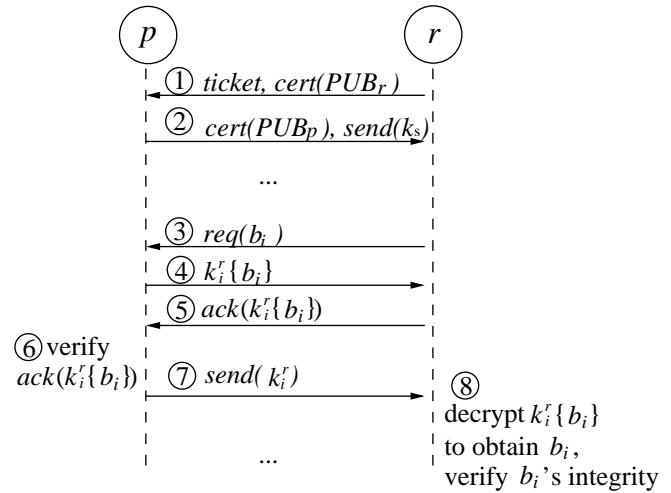 p r
① ticket, cert(PUB_r)
② cert(PUB_p), send(k_s)
...
③ req(b_i)
④ k_i^r{b_i}
⑤ ack(k_i^r{b_i})
⑥ verify
ack(k_i^r{b_i})
⑦ send( k_i^r)
⑧
decrypt k_i^r{b_i}
to obtain b_i,
verify b_i's integrity
...